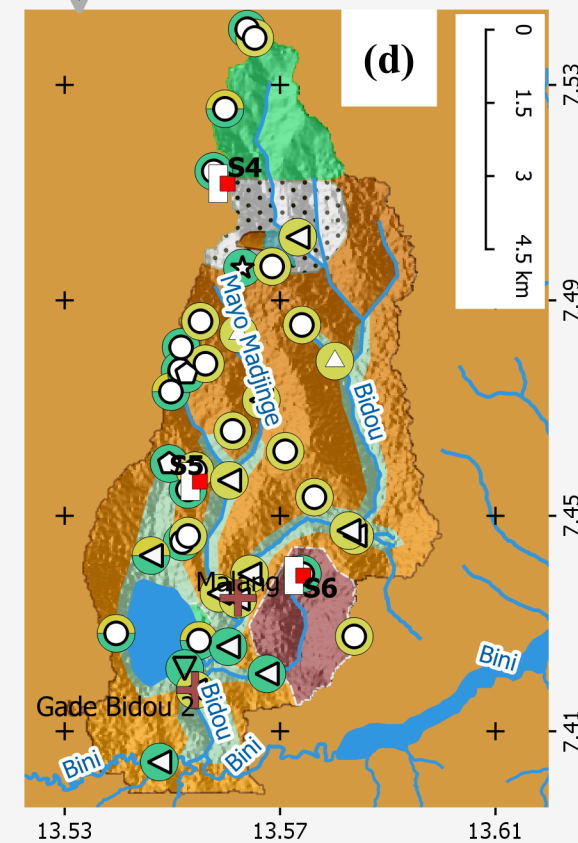 (d)
0
1.5
3
4.5 km
7.53
S4
7.49
Mayo Madjinge
Bidou
S5
7.45
Malang
S6
Bini
Gade Bidou 2
Bidou
7.41
Bini
Bini
13.53
13.57
13.61